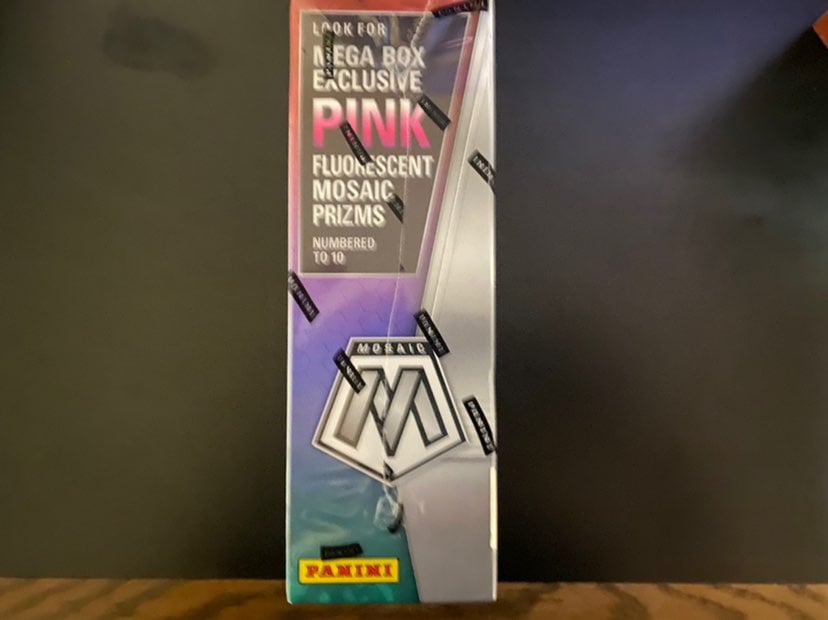 LOOK FOR
MEGA BOX
EXCLUSIVE
PINK
FLUORESCENT
MOSAIC
PRIZMS
NUMBERED
TO 10
MOSAIC
M
PANINI